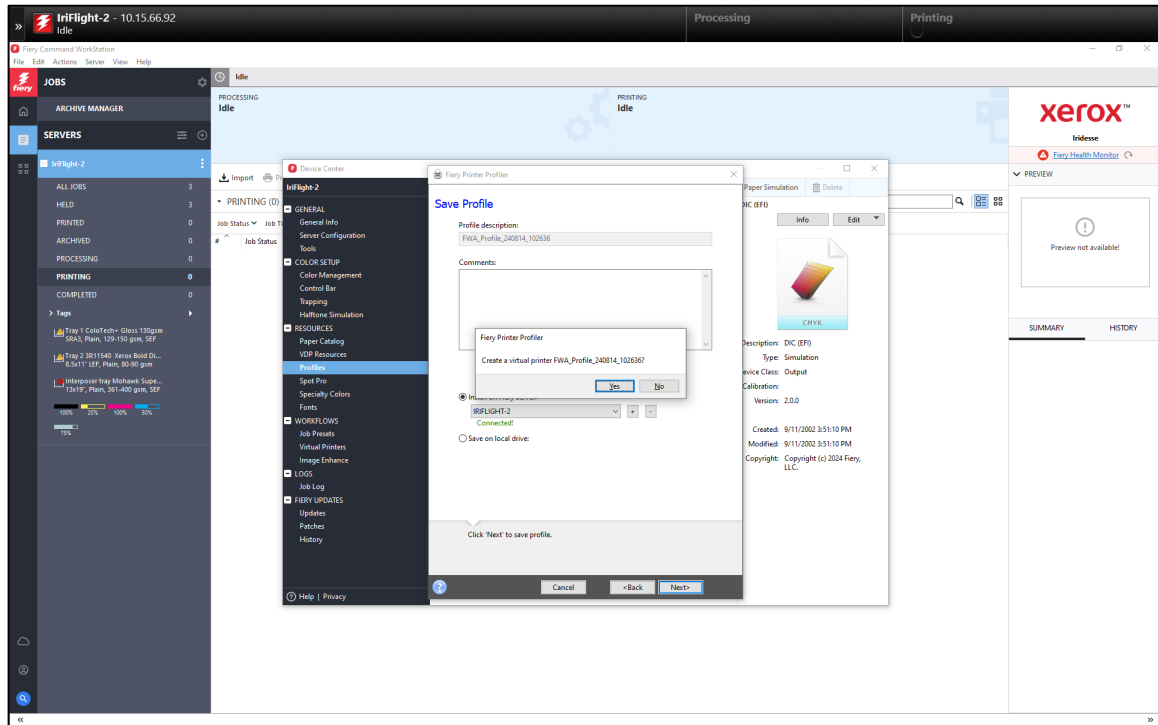 »
IriFlight-2 - 10.15.66.92
Idle
Processing
Printing
Fiery Command WorkStation
File Edit Actions Server View Help
fiery
JOBS
ARCHIVE MANAGER
SERVERS
IriFlight-2
ALL JOBS 3
HELD 3
PRINTED 0
ARCHIVED 0
PROCESSING 0
PRINTING 0
COMPLETED 0
> Tags
Tray 1 ColoTech+ Gloss 130gsm
SRA3, Plain, 129-150 gsm, SEF
Tray 2 3R11540 Xerox Bold Di...
8.5x11" LEF, Plain, 80-90 gsm
Interposer tray Mohawk Supe...
13x19", Plain, 361-400 gsm, SEF
100% 25% 100% 50%
75%
Idle
PROCESSING
Idle
PRINTING
Idle
Import
PRINTING (0)
Job Status
# Job Status
Device Center
IriFlight-2
GENERAL
General Info
Server Configuration
Tools
COLOR SETUP
Color Management
Control Bar
Trapping
Halftone Simulation
RESOURCES
Paper Catalog
VDP Resources
Profiles
Spot Pro
Specialty Colors
Fonts
WORKFLOWS
Job Presets
Virtual Printers
Image Enhance
LOGS
Job Log
FIERY UPDATES
Updates
Patches
History
Help | Privacy
Fiery Printer Profiler
Save Profile
Profile description:
FWA_Profile_240814_102636
Comments:
Fiery Printer Profiler
Create a virtual printer FWA_Profile_240814_102636?
Yes No
IRIFLIGHT-2
+ -
Connected!
Save on local drive:
Click 'Next' to save profile.
? Cancel <Back Next>
Paper Simulation Delete
DIC (EFI)
Info Edit
CMYK
Description: DIC (EFI)
Type: Simulation
evice Class: Output
Calibration:
Version: 2.0.0
Created: 9/11/2002 3:51:10 PM
Modified: 9/11/2002 3:51:10 PM
Copyright: Copyright (c) 2024 Fiery,
LLC.
xerox™
Iridesse
Fiery Health Monitor
PREVIEW
Preview not available!
SUMMARY HISTORY
« »